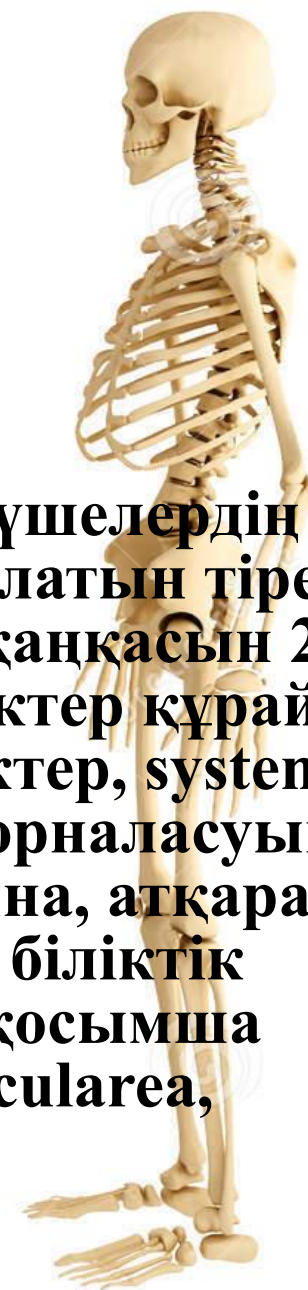 үшелердің
латын тіре
қаңқасын 2
ктер құрай
ктер, system
орналасуы
на, атқара
біліктік
қосымша
cularea,